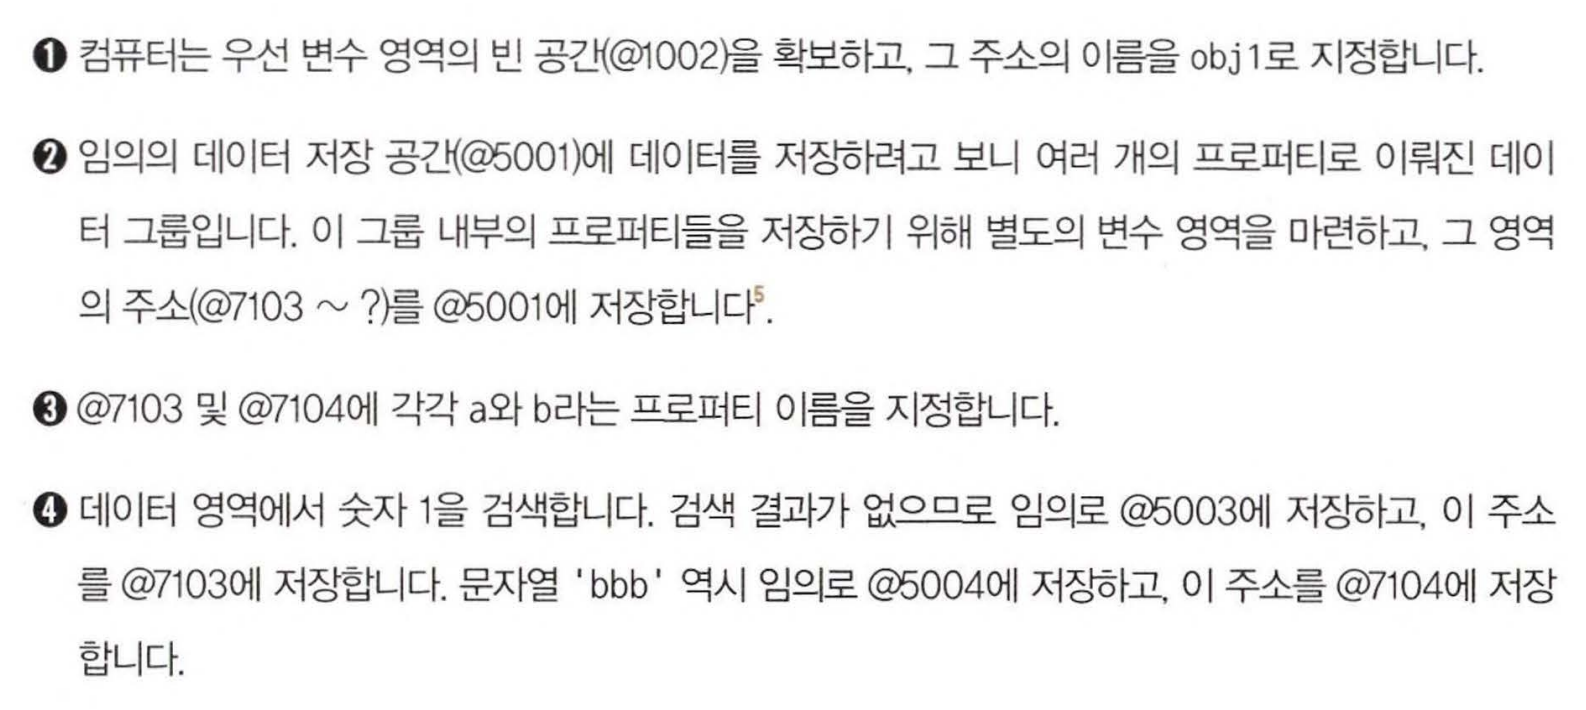 ❶ 컴퓨터는 우선 변수 영역의 빈 공간(@1002)을 확보하고, 그 주소의 이름을 obj1로 지정합니다.
❷ 임의의 데이터 저장 공간(@5001)에 데이터를 저장하려고 보니 여러 개의 프로퍼티로 이뤄진 데이
터 그룹입니다. 이 그룹 내부의 프로퍼티들을 저장하기 위해 별도의 변수 영역을 마련하고, 그 영역
의 주소(@7103 ~ ?)를 @5001에 저장합니다⁵.
❸ @7103 및 @7104에 각각 a와 b라는 프로퍼티 이름을 지정합니다.
❹ 데이터 영역에서 숫자 1을 검색합니다. 검색 결과가 없으므로 임의로 @5003에 저장하고, 이 주소
를 @7103에 저장합니다. 문자열 'bbb' 역시 임의로 @5004에 저장하고, 이 주소를 @7104에 저장
합니다.